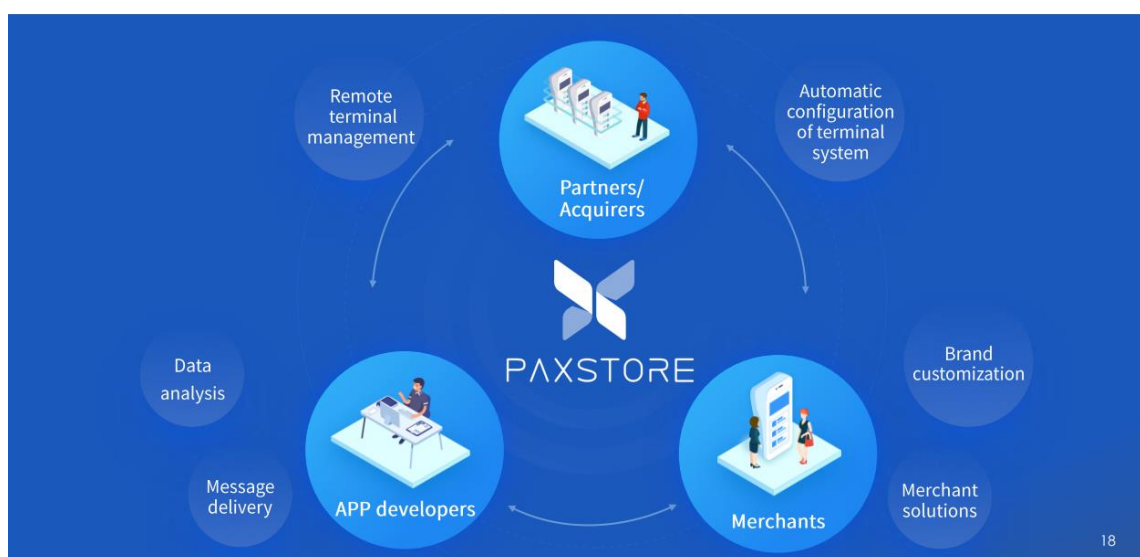 Remote
terminal
management
Automatic
configuration
of terminal
system
Partners/
Acquirers
PAXSTORE
Data
analysis
Brand
customization
Message
delivery
APP developers
Merchants
Merchant
solutions
18